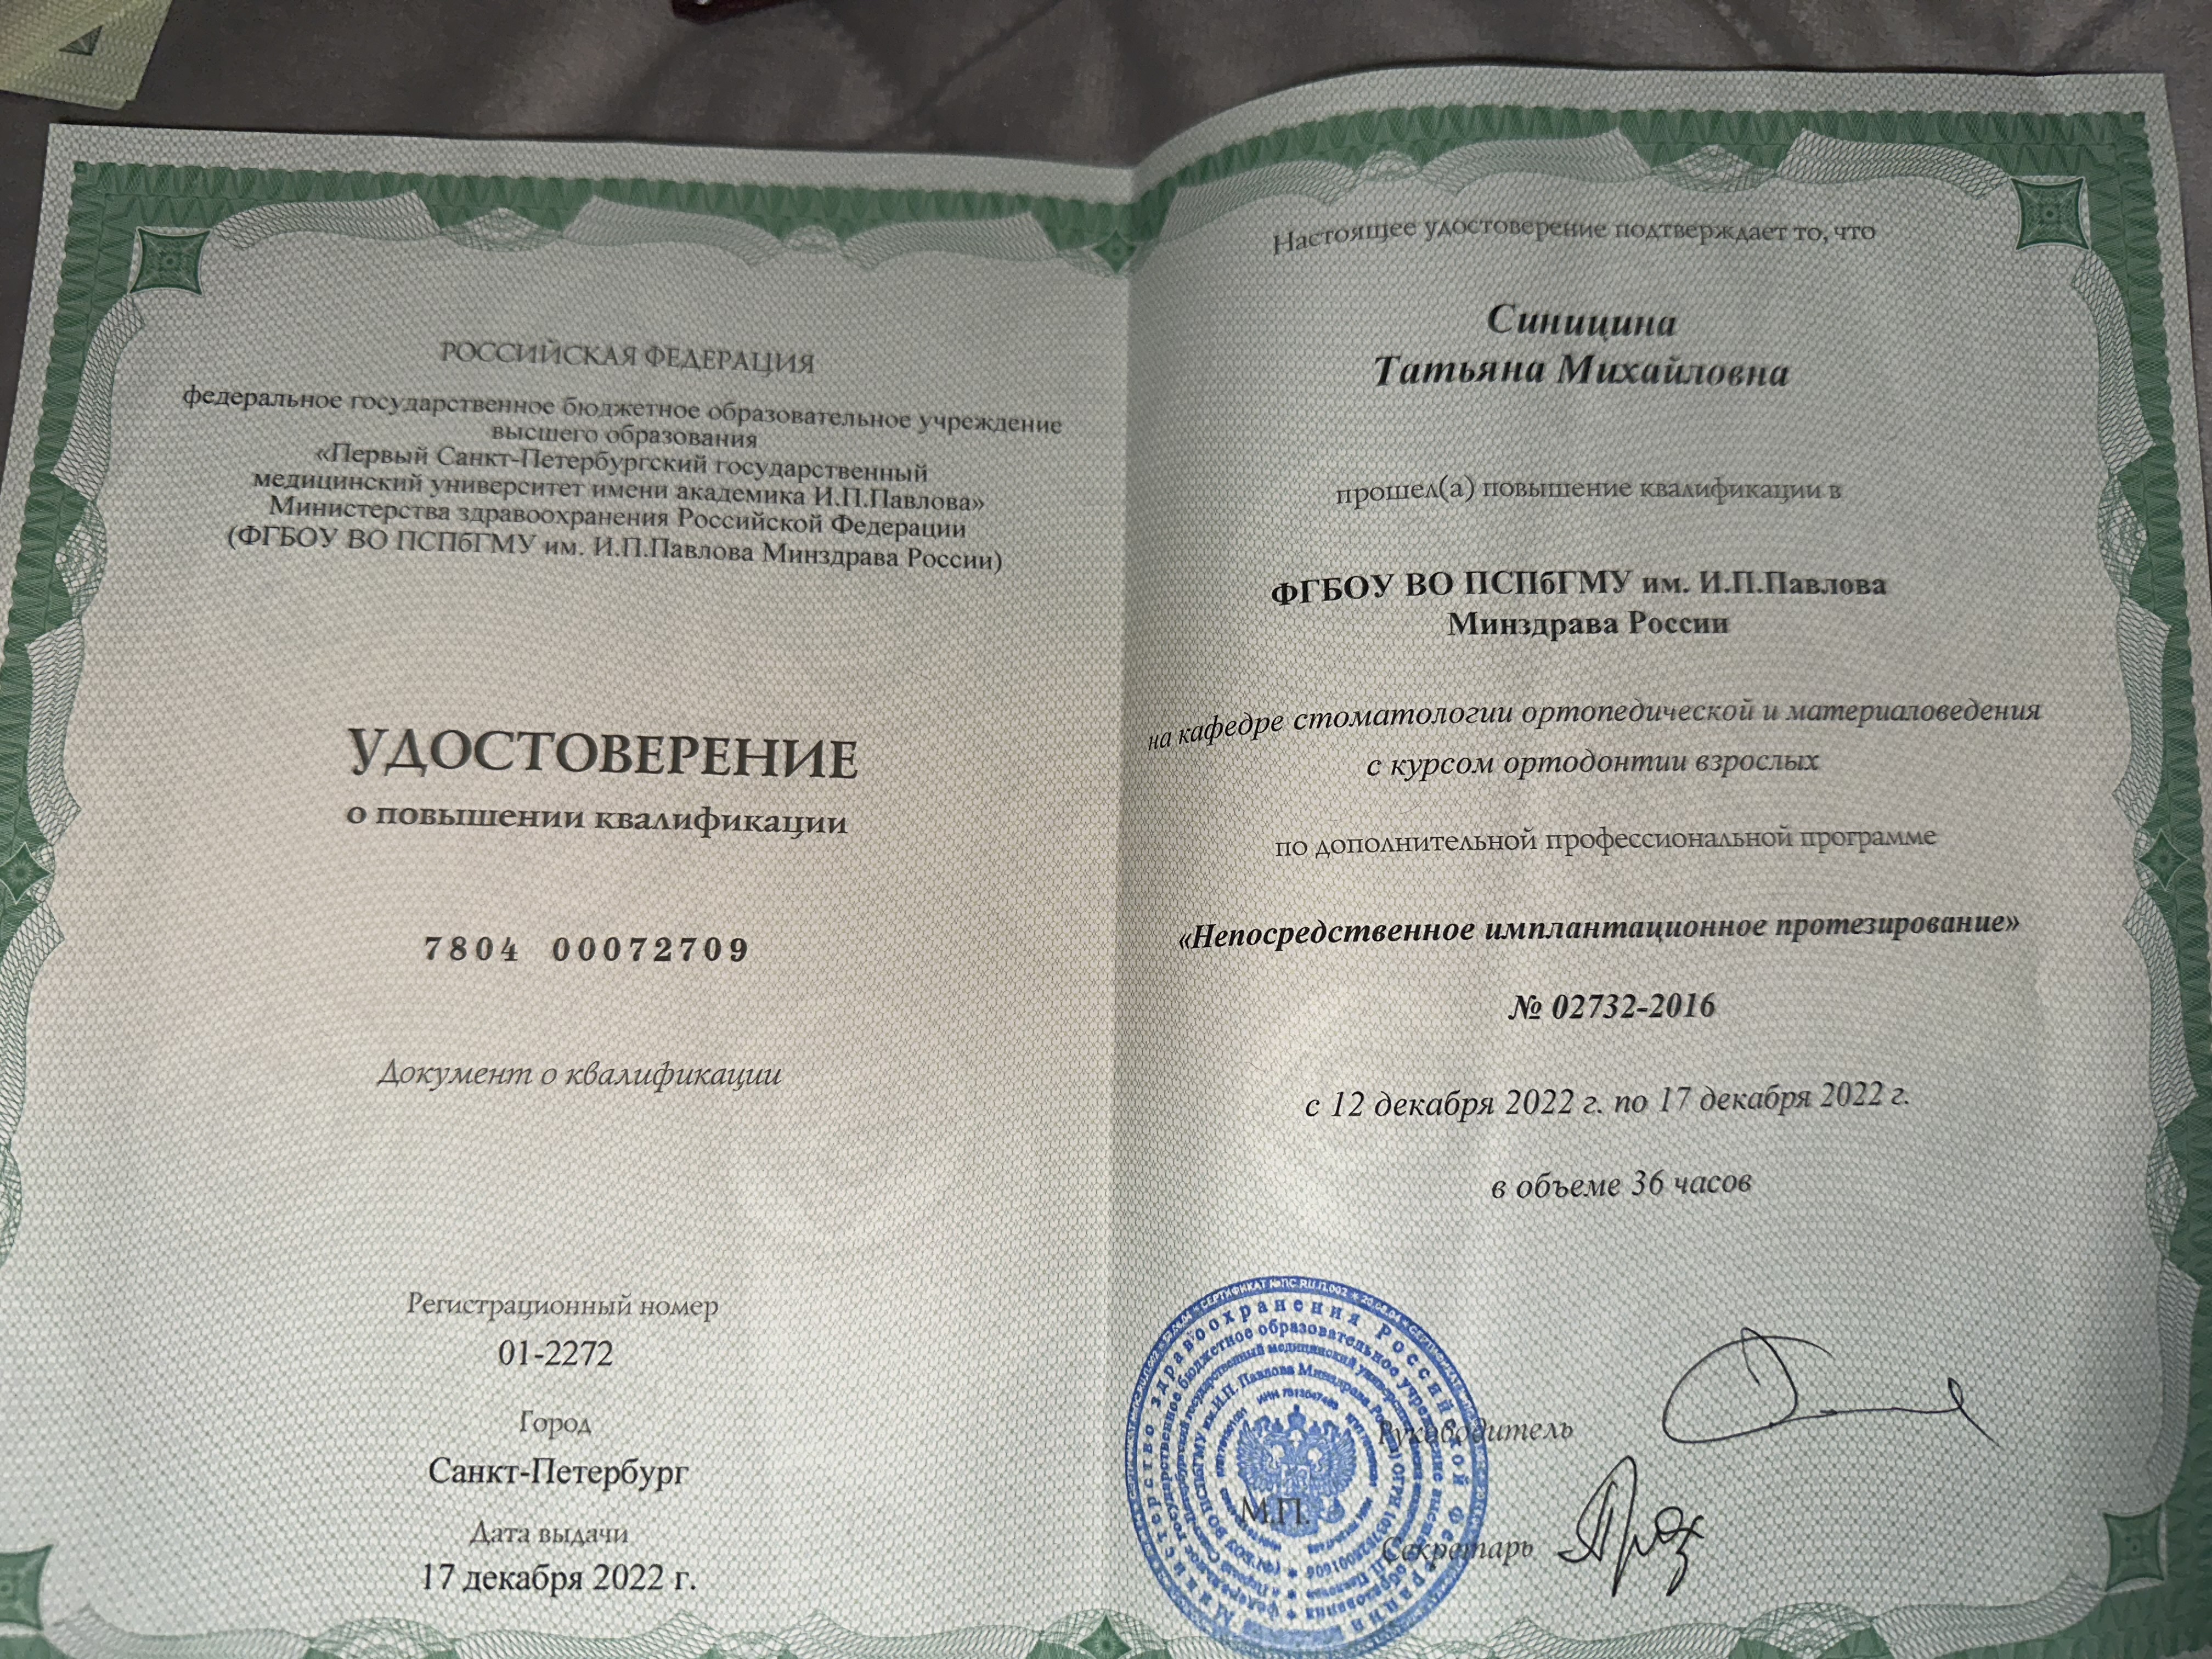 РОССИЙСКАЯ ФЕДЕРАЦИЯ
федеральное государственное бюджетное образовательное учреждение
высшего образования
«Первый Санкт-Петербургский государственный
медицинский университет имени академика И.П.Павлова»
Министерства здравоохранения Российской Федерации
(ФГБОУ ВО ПСПбГМУ им. И.П.Павлова Минздрава России)
УДОСТОВЕРЕНИЕ
о повышении квалификации
7804 00072709
Документ о квалификации
Регистрационный номер
01-2272
Город
Санкт-Петербург
Дата выдачи
17 декабря 2022 г.
Настоящее удостоверение подтверждает то, что
Синицина
Татьяна Михайловна
прошел(а) повышение квалификации в
ФГБОУ ВО ПСПбГМУ им. И.П.Павлова
Минздрава России
на кафедре стоматологии ортопедической и материаловедения
с курсом ортодонтии взрослых
по дополнительной профессиональной программе
«Непосредственное имплантационное протезирование»
№ 02732-2016
с 12 декабря 2022 г. по 17 декабря 2022 г.
в объеме 36 часов
Руководитель
М.П.
Секретарь
Министерство здравоохранения Российской Федерации